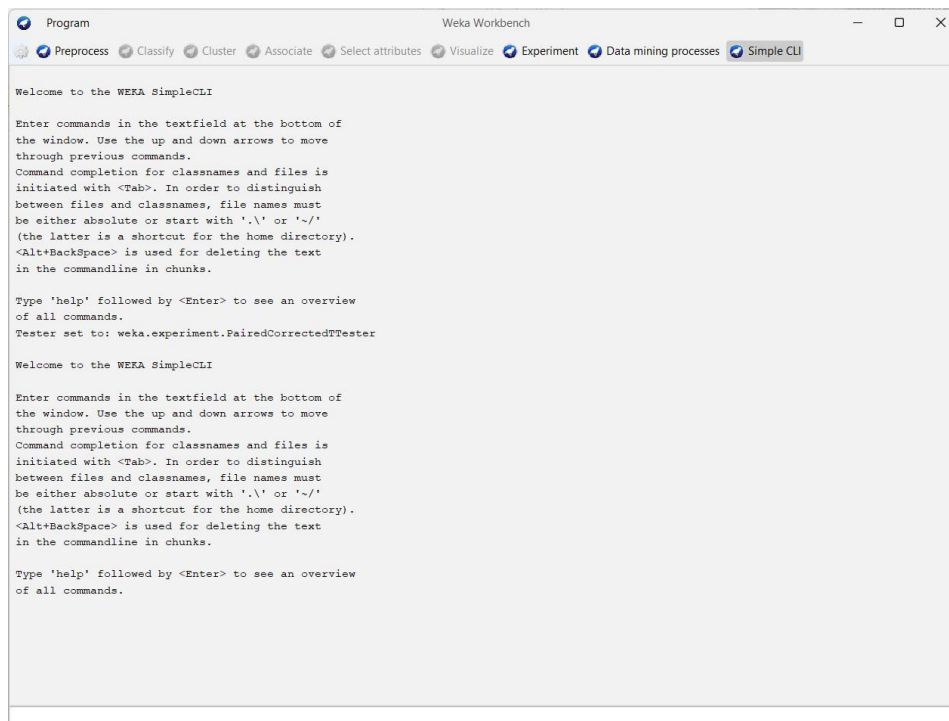 Program Weka Workbench
Preprocess Classify Cluster Associate Select attributes Visualize Experiment Data mining processes Simple CLI
Welcome to the WEKA SimpleCLI
Enter commands in the textfield at the bottom of
the window. Use the up and down arrows to move
through previous commands.
Command completion for classnames and files is
initiated with <Tab>. In order to distinguish
between files and classnames, file names must
be either absolute or start with '.\' or '~/'
(the latter is a shortcut for the home directory).
<Alt+BackSpace> is used for deleting the text
in the commandline in chunks.
Type 'help' followed by <Enter> to see an overview
of all commands.
Tester set to: weka.experiment.PairedCorrectedTTester
Welcome to the WEKA SimpleCLI
Enter commands in the textfield at the bottom of
the window. Use the up and down arrows to move
through previous commands.
Command completion for classnames and files is
initiated with <Tab>. In order to distinguish
between files and classnames, file names must
be either absolute or start with '.\' or '~/'
(the latter is a shortcut for the home directory).
<Alt+BackSpace> is used for deleting the text
in the commandline in chunks.
Type 'help' followed by <Enter> to see an overview
of all commands.